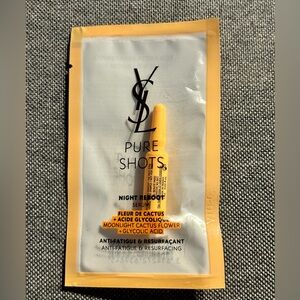 YSL
PURE
SHOTS
NIGHT REBOOT
SERUM
FLEUR DE CACTUS
+ ACIDE GLYCOLIQUE
MOONLIGHT CACTUS FLOWER
+ GLYCOLIC ACID
ANTI-FATIGUE & RESURFAÇANT
ANTI-FATIGUE & RESURFACING